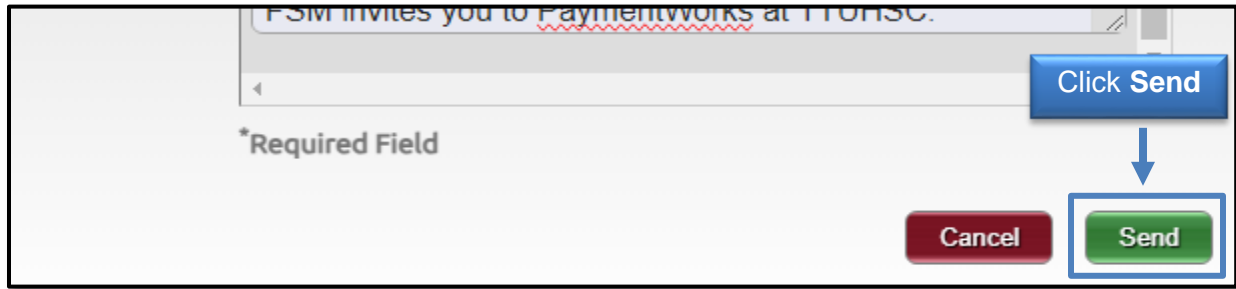 FSM invites you to PaymentWorks at TTUHSC.
Click Send
*Required Field
Cancel
Send